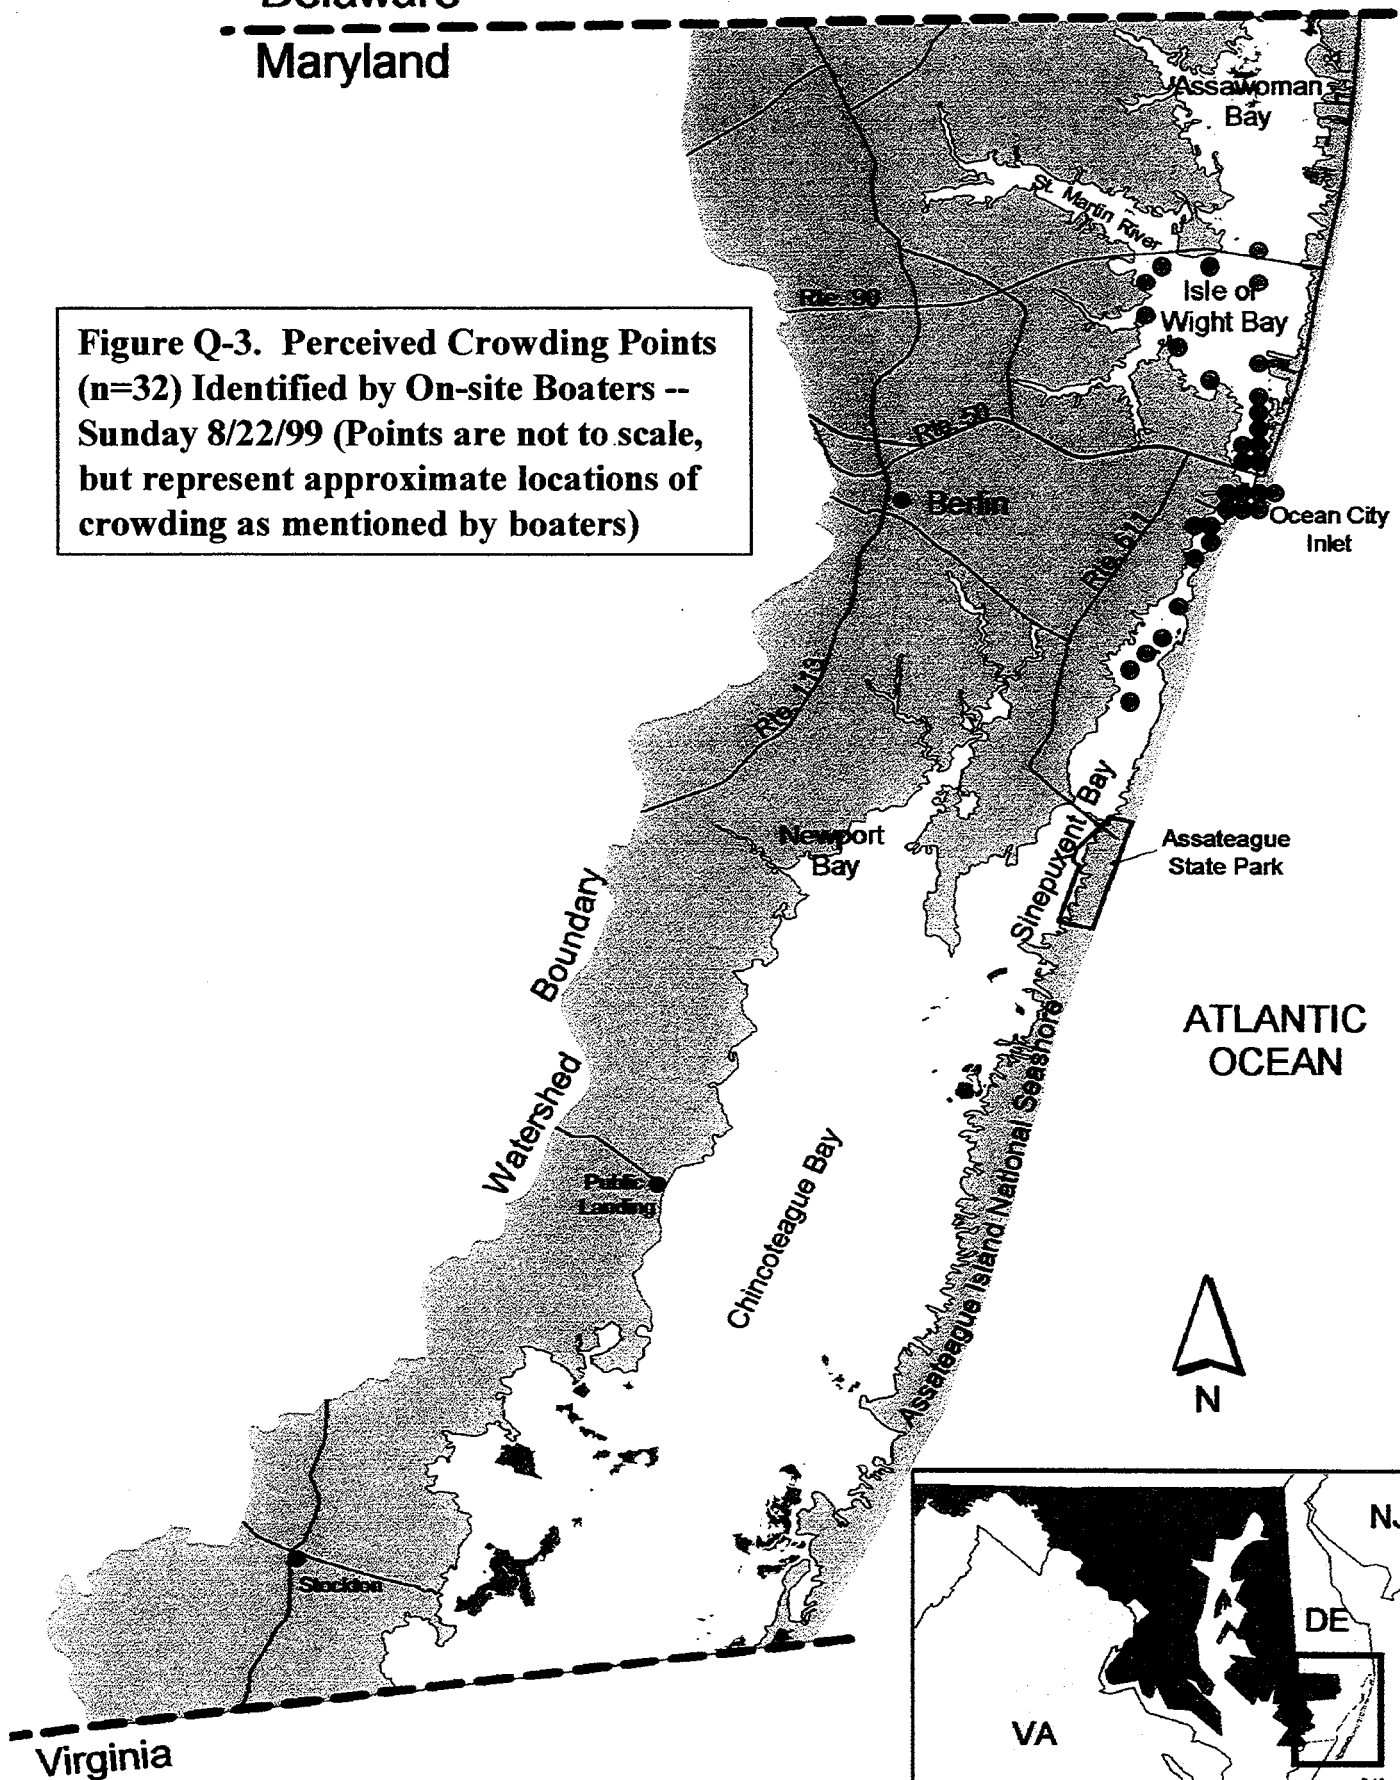 Delaware
Maryland
Assawoman
Bay
St. Martin River
Rte. 90
Isle of
Wight Bay
Figure Q-3. Perceived Crowding Points
(n=32) Identified by On-site Boaters --
Sunday 8/22/99 (Points are not to scale,
but represent approximate locations of
crowding as mentioned by boaters)
Rte. 50
Berlin
Ocean City
Inlet
Rte. 611
Rte. 113
Newport
Bay
Sinepuxent Bay
Assateague
State Park
Watershed Boundary
ATLANTIC
OCEAN
Assateague Island National Seashore
Public
Landing
Chincoteague Bay
N
Stockton
Virginia
NJ
DE
VA